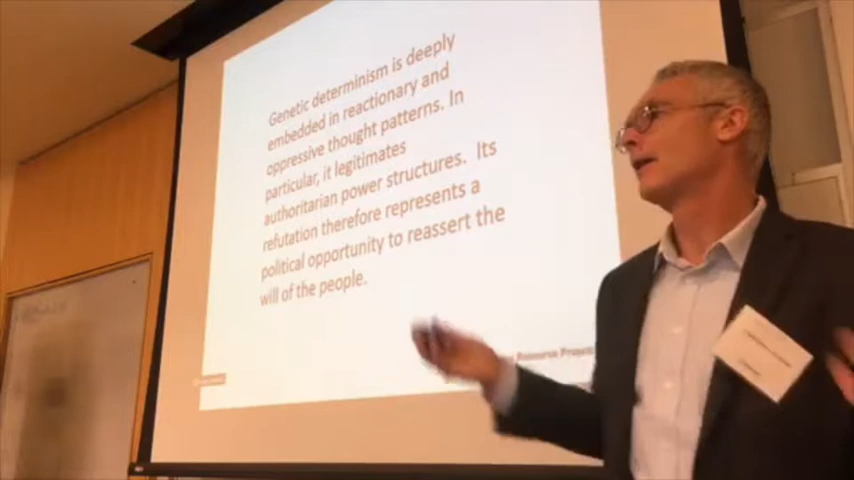 Genetic determinism is deeply
embedded in reactionary and
oppressive thought patterns. In
particular, it legitimates
authoritarian power structures. Its
refutation therefore represents a
political opportunity to reassert the
will of the people.
Resource Project